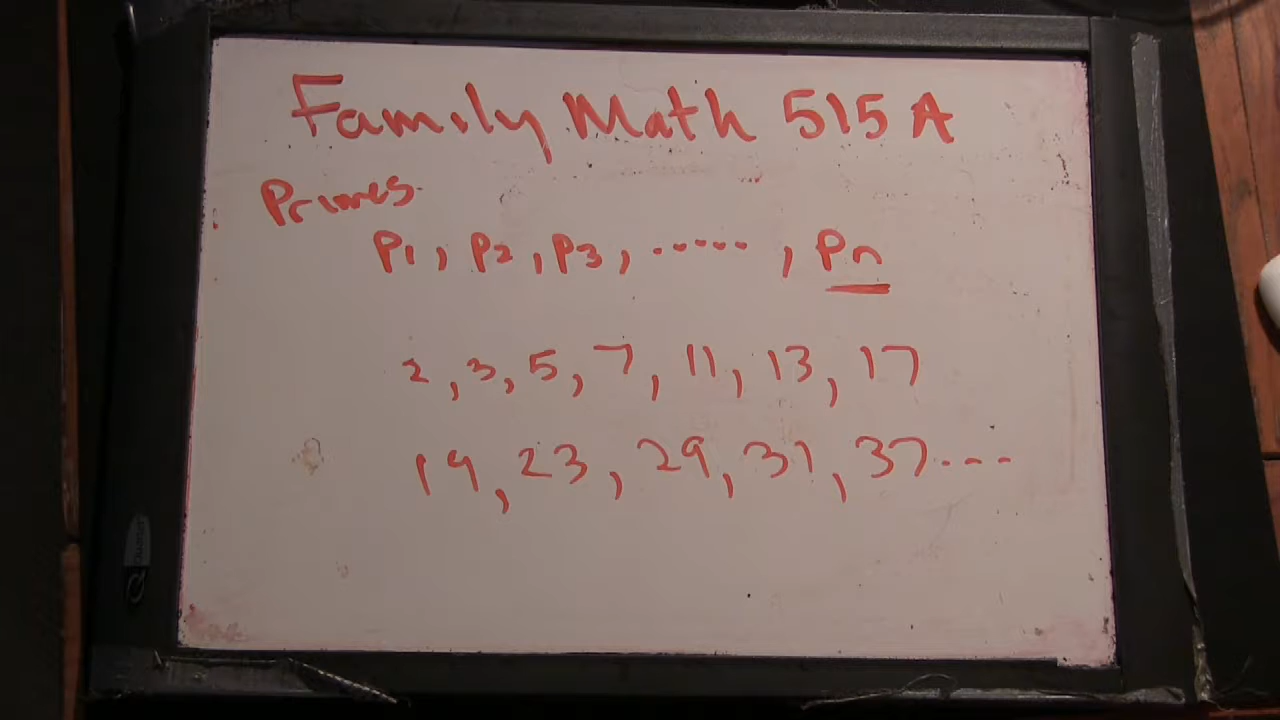 Family Math 515 A
Primes.
P1, P2, P3, ....., Pn
2, 3, 5, 7, 11, 13, 17
19, 23, 29, 31, 37...
QUARTET